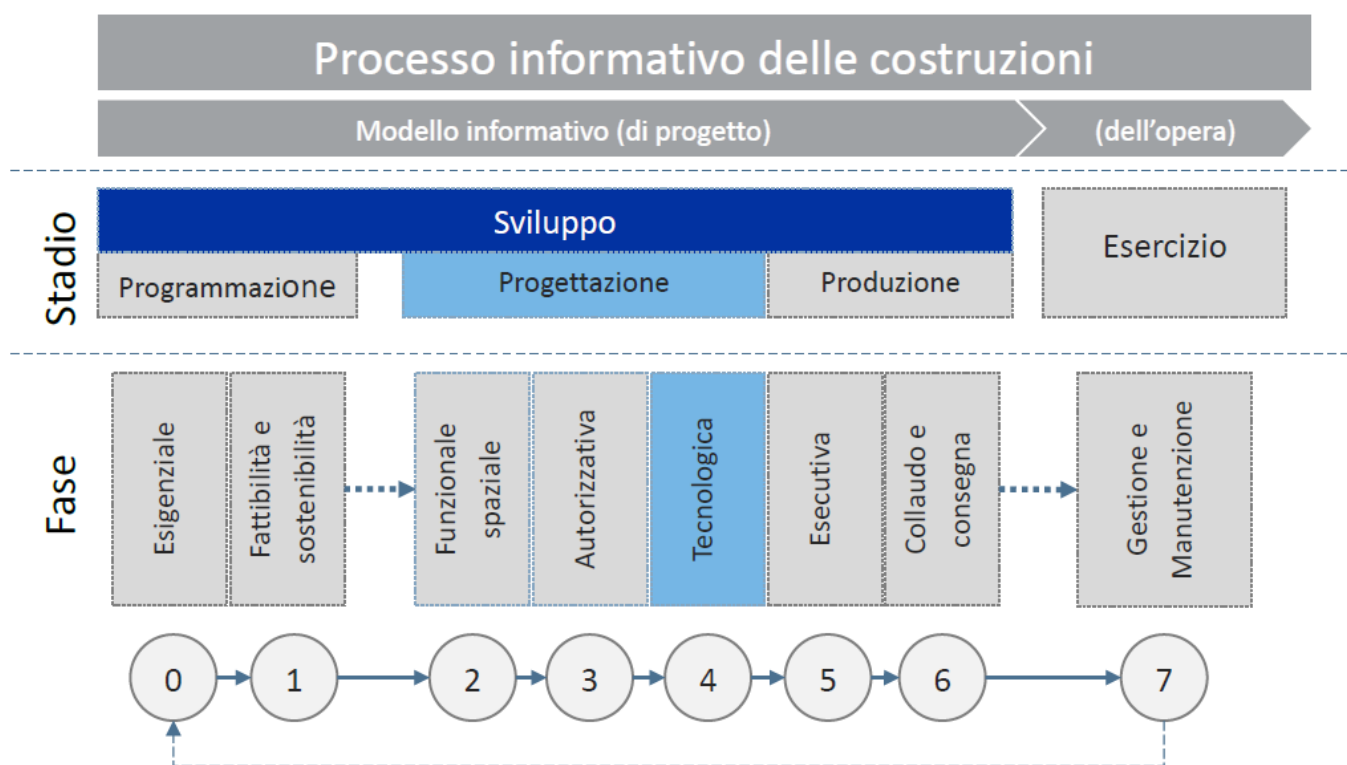 Processo informativo delle costruzioni
Modello informativo (di progetto)
(dell'opera)
Stadio
Sviluppo
Esercizio
Programmazione
Progettazione
Produzione
Fase
Esigenziale
Fattibilità e
sostenibilità
Funzionale
spaziale
Autorizzativa
Tecnologica
Esecutiva
Collaudo e
consegna
Gestione e
Manutenzione
0
1
2
3
4
5
6
7